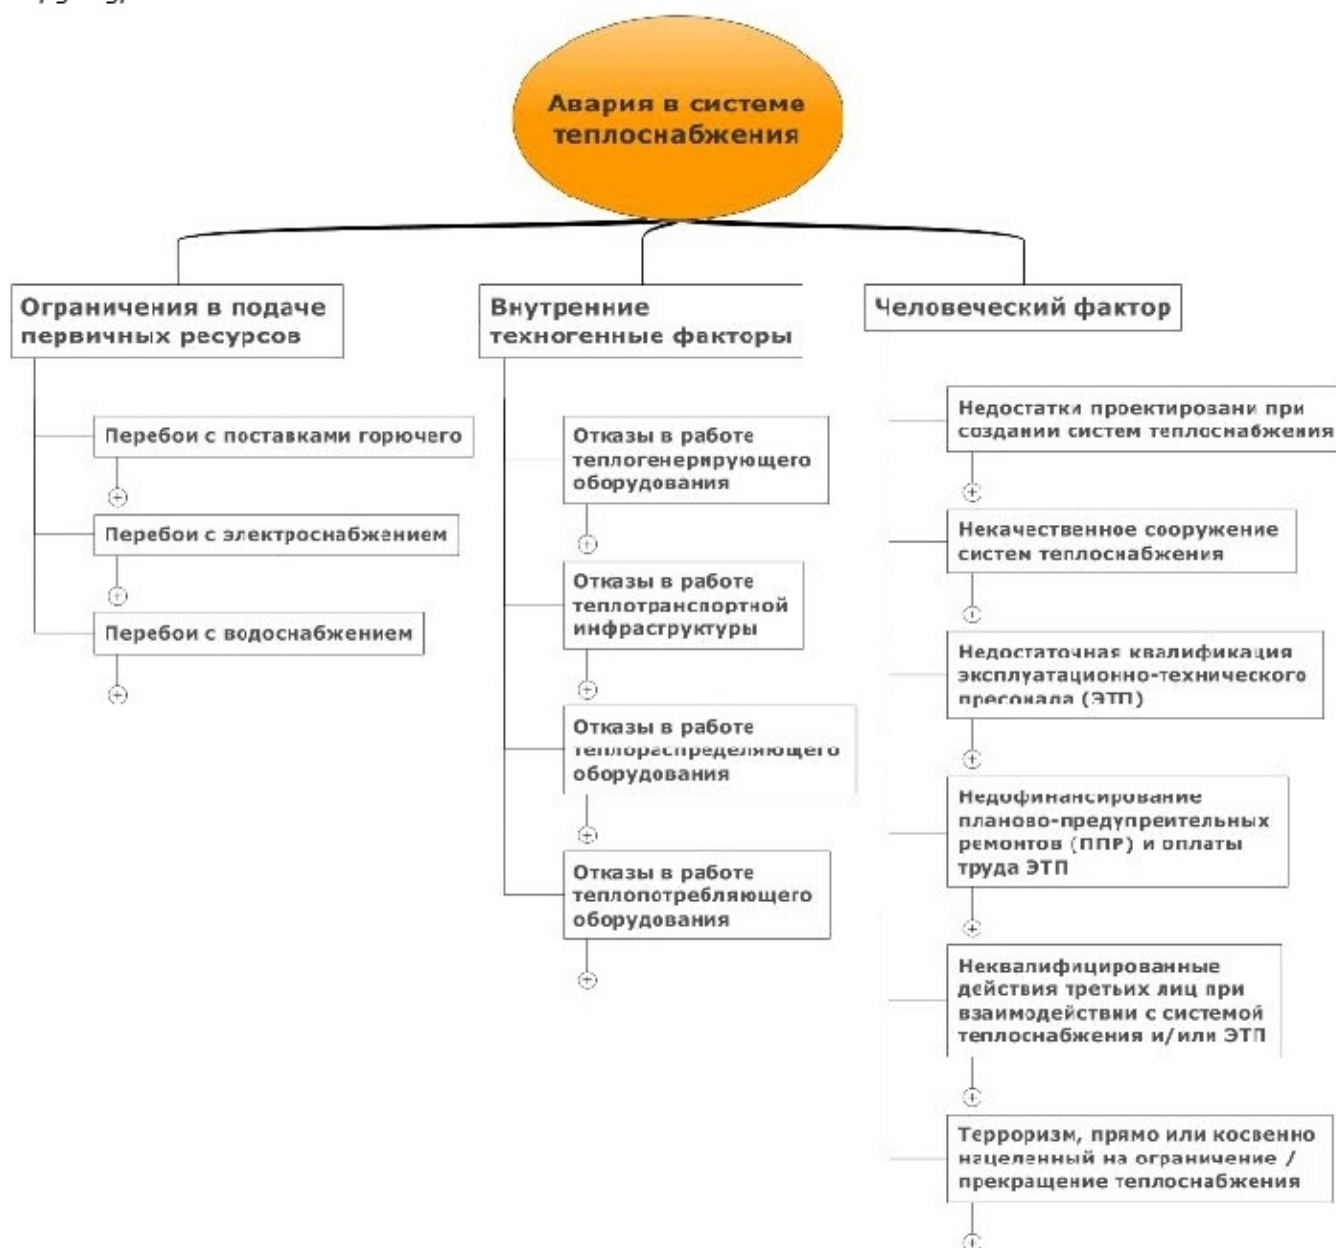 Авария в системе
теплоснабжения
Ограничения в подаче
первичных ресурсов
Перебои с поставками горючего
Перебои с электроснабжением
Перебои с водоснабжением
Внутренние
техногенные факторы
Отказы в работе
теплогенерирующего
оборудования
Отказы в работе
теплотранспортной
инфраструктуры
Отказы в работе
теплораспределяющего
оборудования
Отказы в работе
теплопотребляющего
оборудования
Человеческий фактор
Недостатки проектировани при
создании систем теплоснабжения
Некачественное сооружение
систем теплоснабжения
Недостаточная квалификация
эксплуатационно-технического
пресонала (ЭТП)
Недофинансирование
планово-предупреительных
ремонтов (ППР) и оплаты
труда ЭТП
Неквалифицированные
действия третьих лиц при
взаимодействии с системой
теплоснабжения и/или ЭТП
Терроризм, прямо или косвенно
нацеленный на ограничение /
прекращение теплоснабжения